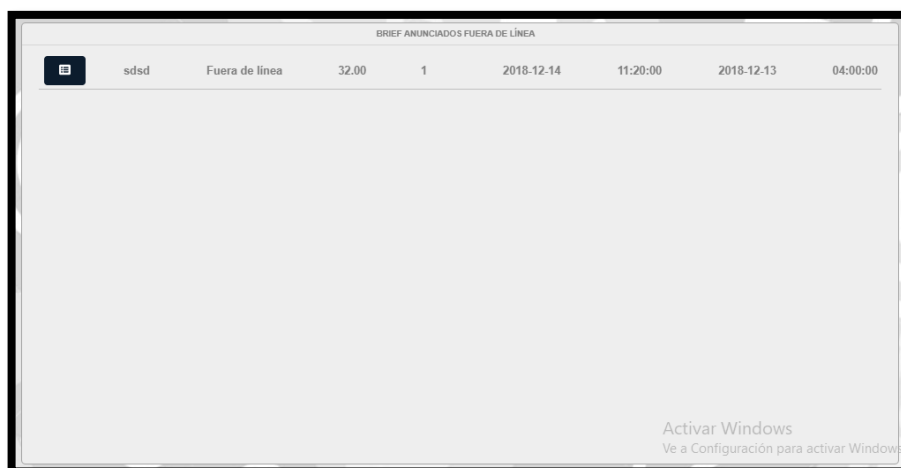 BRIEF ANUNCIADOS FUERA DE LÍNEA
sdsd Fuera de línea 32.00 1 2018-12-14 11:20:00 2018-12-13 04:00:00
Activar Windows
Ve a Configuración para activar Windows